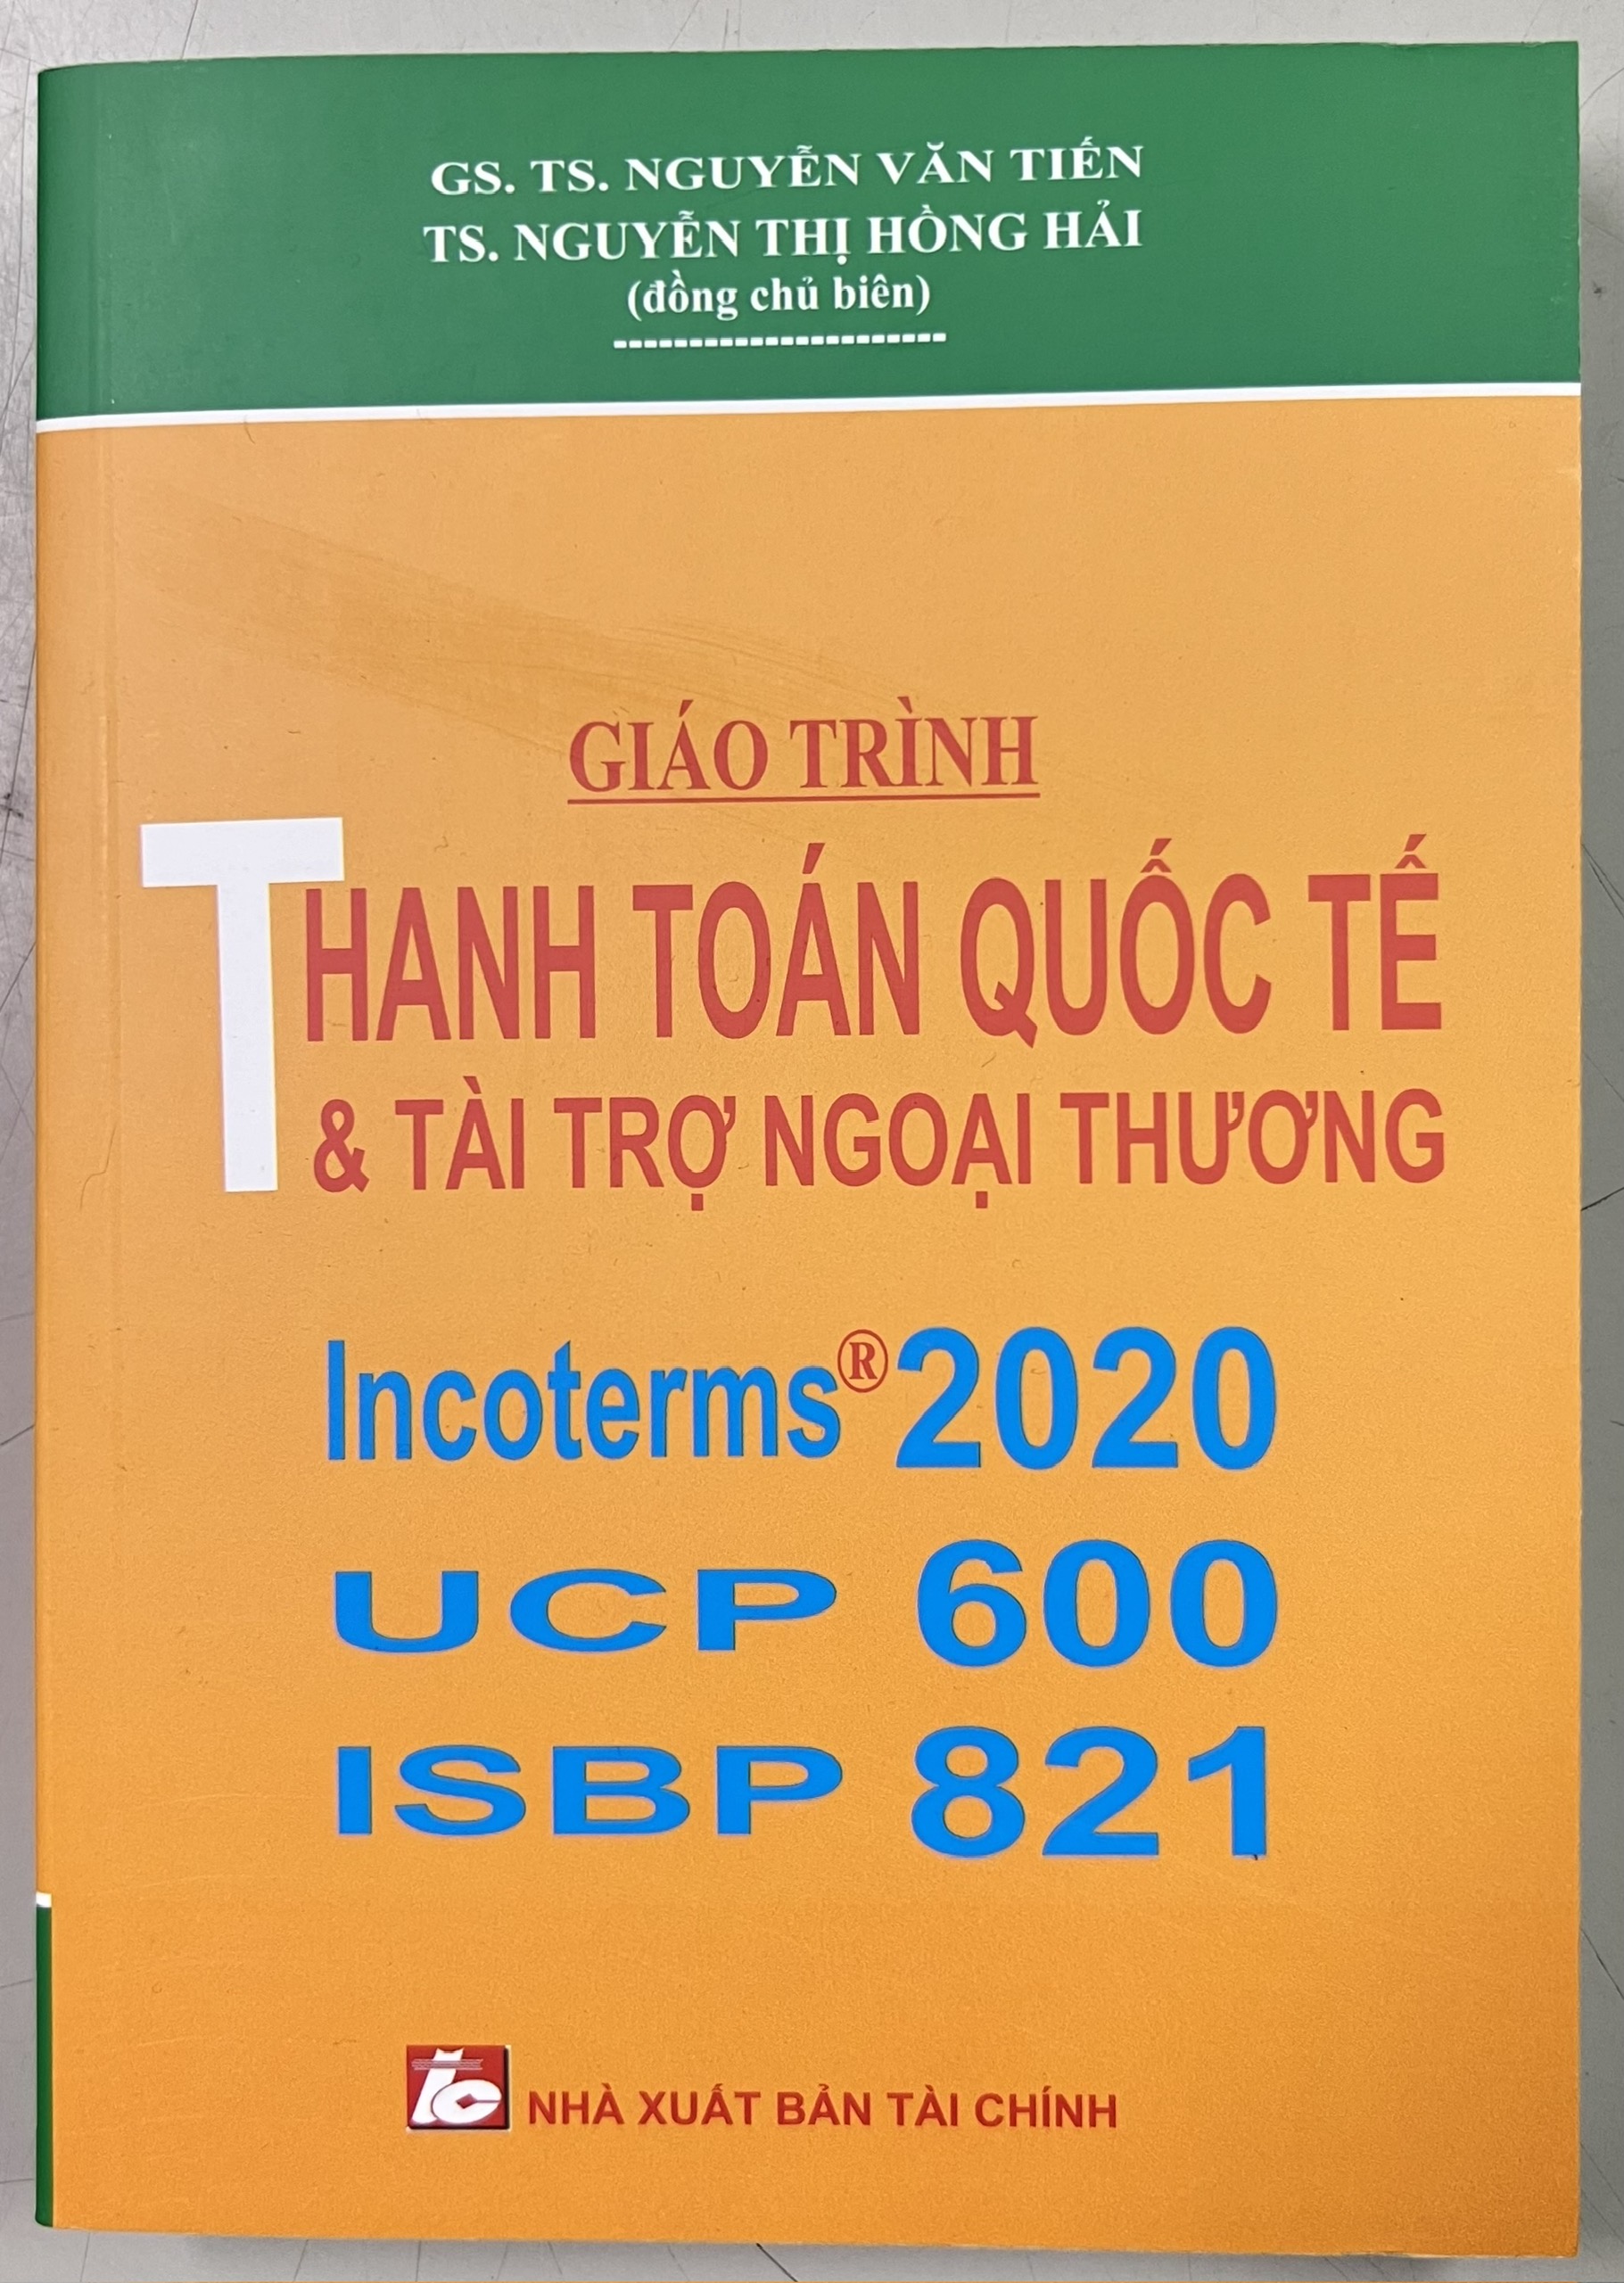 GS. TS. NGUYỄN VĂN TIẾN
TS. NGUYỄN THỊ HỒNG HẢI
(đồng chủ biên)
GIÁO TRÌNH
THANH TOÁN QUỐC TẾ
& TÀI TRỢ NGOẠI THƯƠNG
Incoterms® 2020
UCP 600
ISBP 821
tc NHÀ XUẤT BẢN TÀI CHÍNH